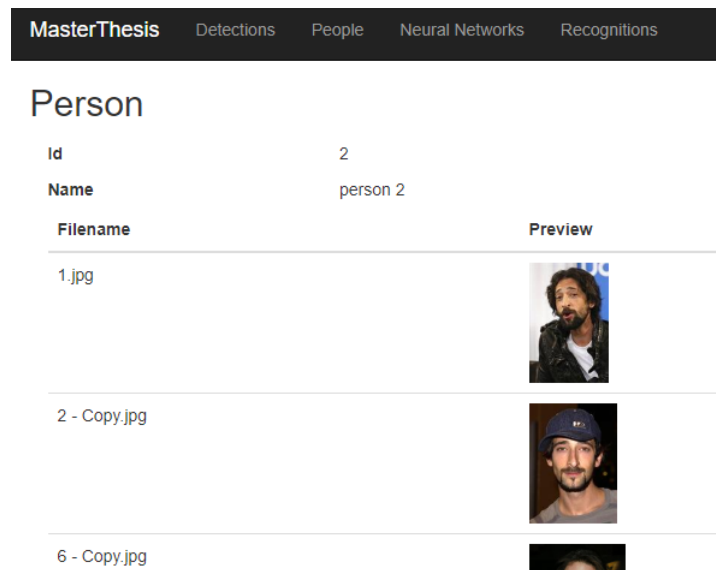 MasterThesis Detections People Neural Networks Recognitions
Person
Id 2
Name person 2
Filename Preview
1.jpg
2 - Copy.jpg
6 - Copy.jpg